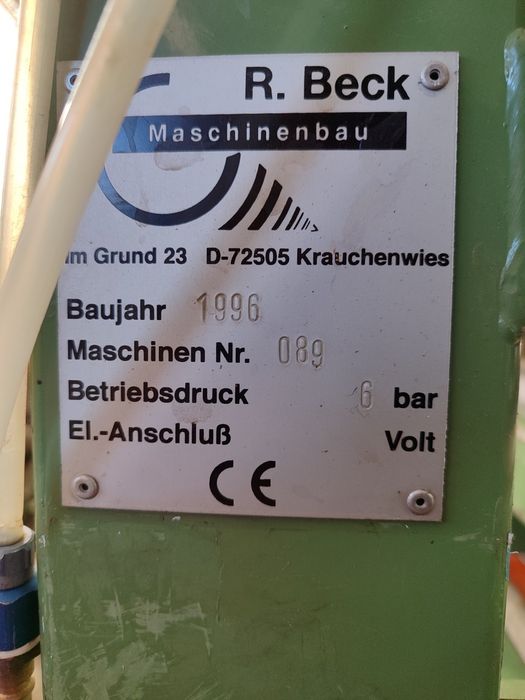 R. Beck
Maschinenbau
Im Grund 23 D-72505 Krauchenwies
Baujahr 1996
Maschinen Nr. 089
Betriebsdruck 6 bar
El.-Anschluß Volt
CE